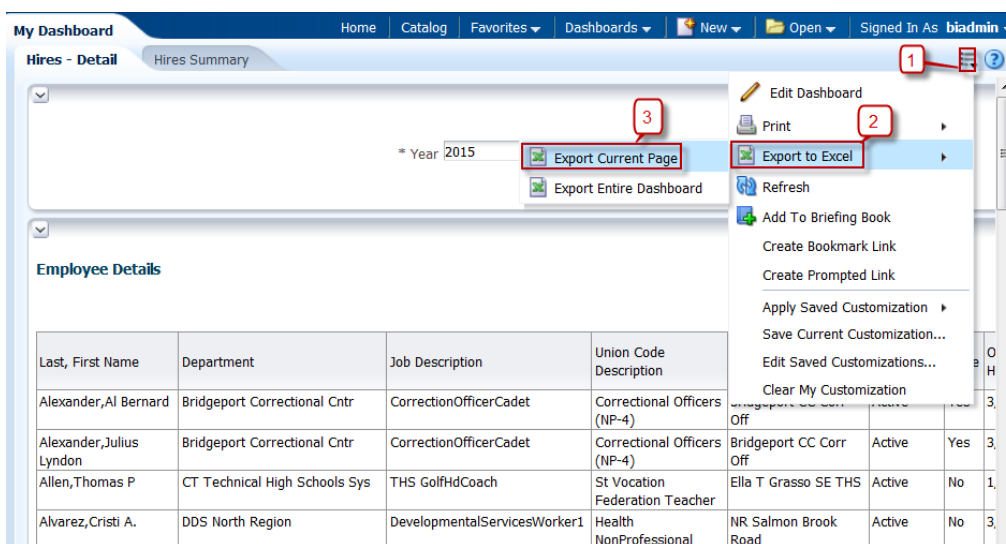 My Dashboard
Home Catalog Favorites Dashboards New Open Signed In As biadmin
Hires - Detail Hires Summary
1
Edit Dashboard
Print
2
3
* Year 2015
Export Current Page
Export to Excel
Export Entire Dashboard
Refresh
Add To Briefing Book
Create Bookmark Link
Create Prompted Link
Apply Saved Customization
Save Current Customization...
Edit Saved Customizations...
Clear My Customization
Employee Details
Last, First Name
Department
Job Description
Union Code
Description
e
O
H
Alexander,Al Bernard
Bridgeport Correctional Cntr
CorrectionOfficerCadet
Correctional Officers
(NP-4)
Off
3,
Alexander,Julius
Lyndon
Bridgeport Correctional Cntr
CorrectionOfficerCadet
Correctional Officers
(NP-4)
Bridgeport CC Corr
Off
Active
Yes
3,
Allen,Thomas P
CT Technical High Schools Sys
THS GolfHdCoach
St Vocation
Federation Teacher
Ella T Grasso SE THS
Active
No
1,
Alvarez,Cristi A.
DDS North Region
DevelopmentalServicesWorker1
Health
NonProfessional
NR Salmon Brook
Road
Active
No
3,